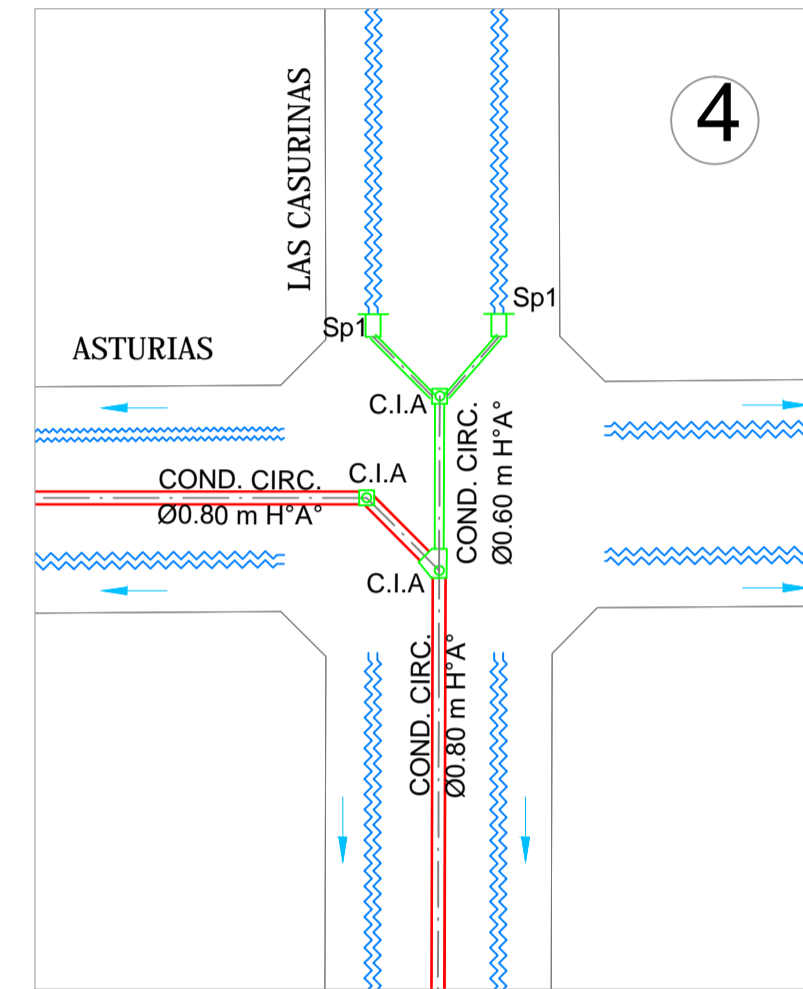 4
LAS CASURINAS
Sp1
Sp1
ASTURIAS
C.I.A
COND. CIRC.
Ø0.60 m H°A°
COND. CIRC.
Ø0.80 m H°A°
C.I.A
C.I.A
COND. CIRC.
Ø0.80 m H°A°